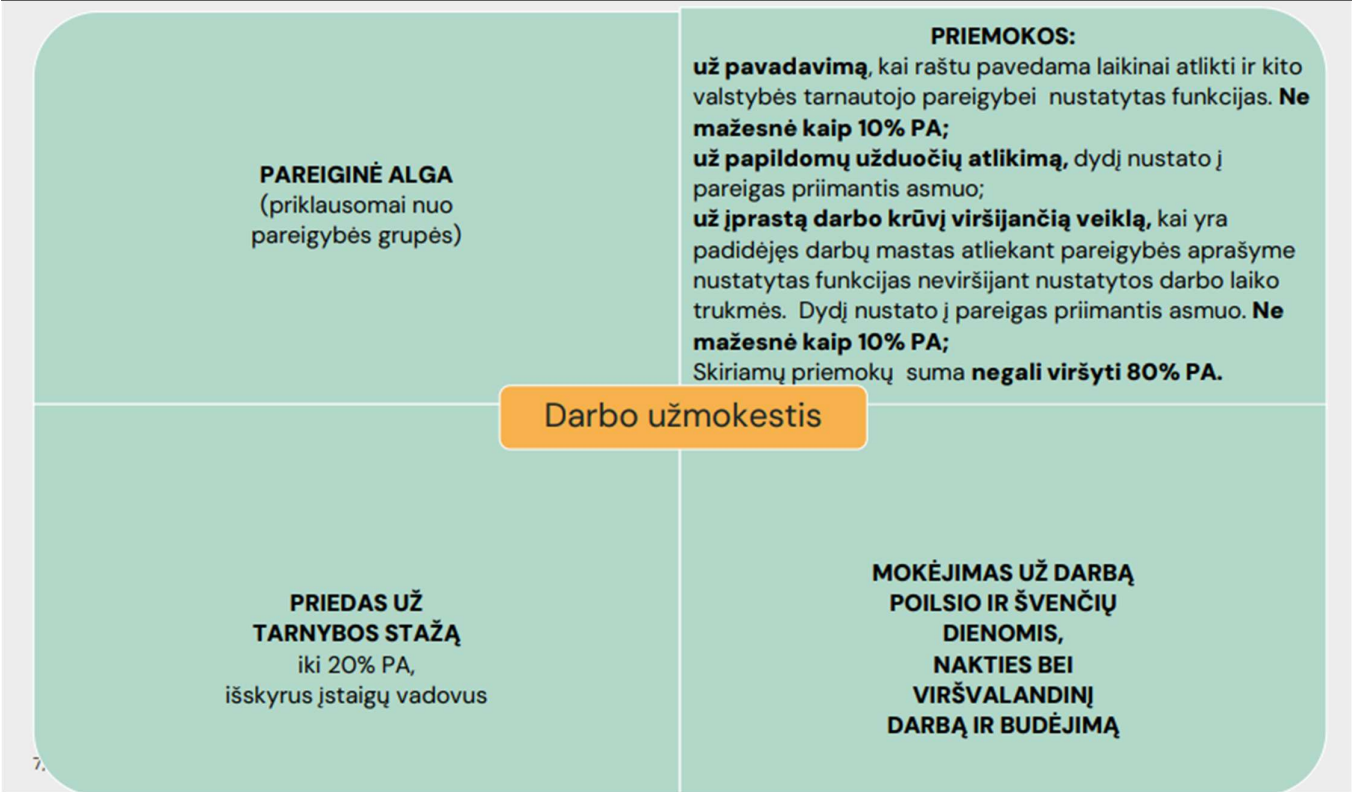 PAREIGINĖ ALGA
(priklausomai nuo
pareigybės grupės)
PRIEMOKOS:
už pavadavimą, kai raštu pavedama laikinai atlikti ir kito
valstybės tarnautojo pareigybei nustatytas funkcijas. Ne
mažesnė kaip 10% PA;
už papildomų užduočių atlikimą, dydį nustato į
pareigas priimantis asmuo;
už įprastą darbo krūvį viršijančią veiklą, kai yra
padidėjęs darbų mastas atliekant pareigybės aprašyme
nustatytas funkcijas neviršijant nustatytos darbo laiko
trukmės. Dydį nustato į pareigas priimantis asmuo. Ne
mažesnė kaip 10% PA;
Skiriamų priemokų suma negali viršyti 80% PA.
Darbo užmokestis
PRIEDAS UŽ
TARNYBOS STAŽĄ
iki 20% PA,
išskyrus įstaigų vadovus
MOKĖJIMAS UŽ DARBĄ
POILSIO IR ŠVENČIŲ
DIENOMIS,
NAKTIES BEI
VIRŠVALANDINĮ
DARBĄ IR BUDĖJIMĄ